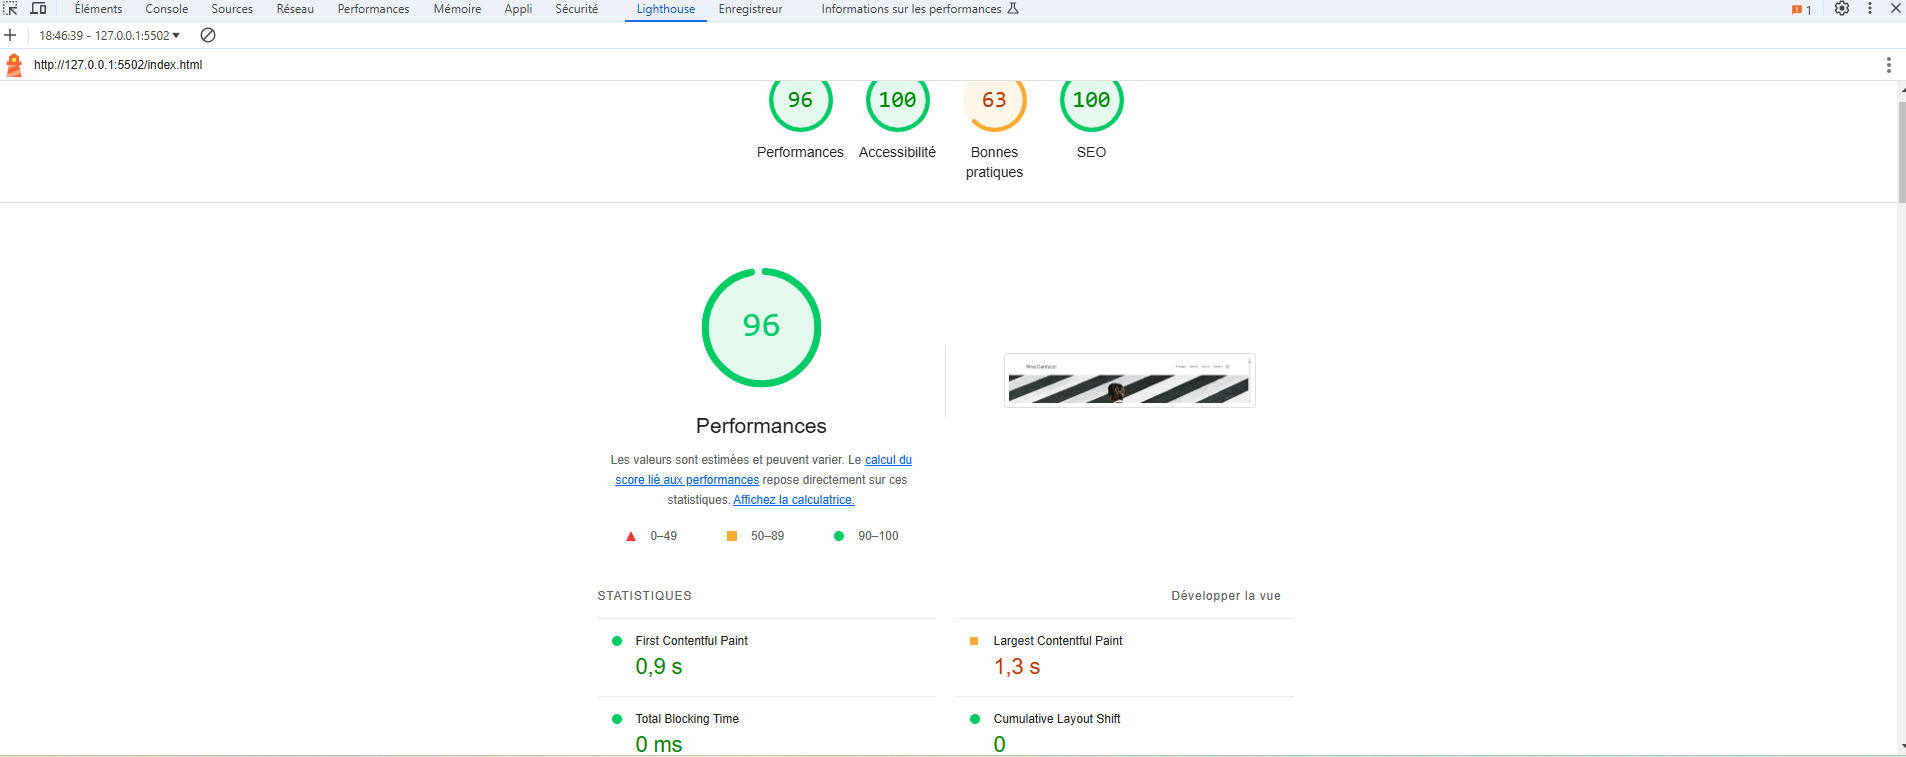 Éléments Console Sources Réseau Performances Mémoire Appli Sécurité Lighthouse Enregistreur Informations sur les performances 1
18:46:39 - 127.0.0.1:5502
http://127.0.0.1:5502/index.html
96 100 63 100
Performances Accessibilité Bonnes pratiques SEO
96
Performances
Les valeurs sont estimées et peuvent varier. Le calcul du
score lié aux performances repose directement sur ces
statistiques. Affichez la calculatrice.
0–49 50–89 90–100
Nina Carducci
STATISTIQUES Développer la vue
First Contentful Paint
0,9 s
Largest Contentful Paint
1,3 s
Total Blocking Time
0 ms
Cumulative Layout Shift
0